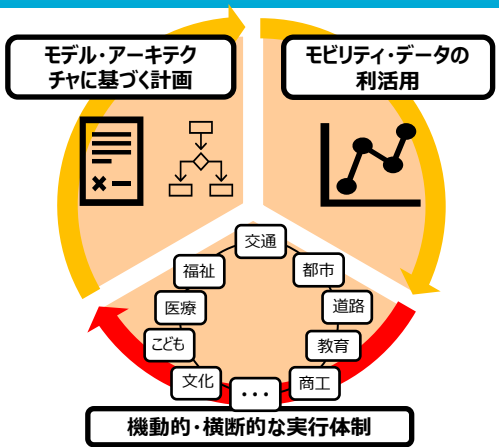 モデル・アーキテク
チャに基づく計画
モビリティ・データの
利活用
交通
福祉
都市
医療
道路
こども
教育
文化
・・・
商工
機動的・横断的な実行体制